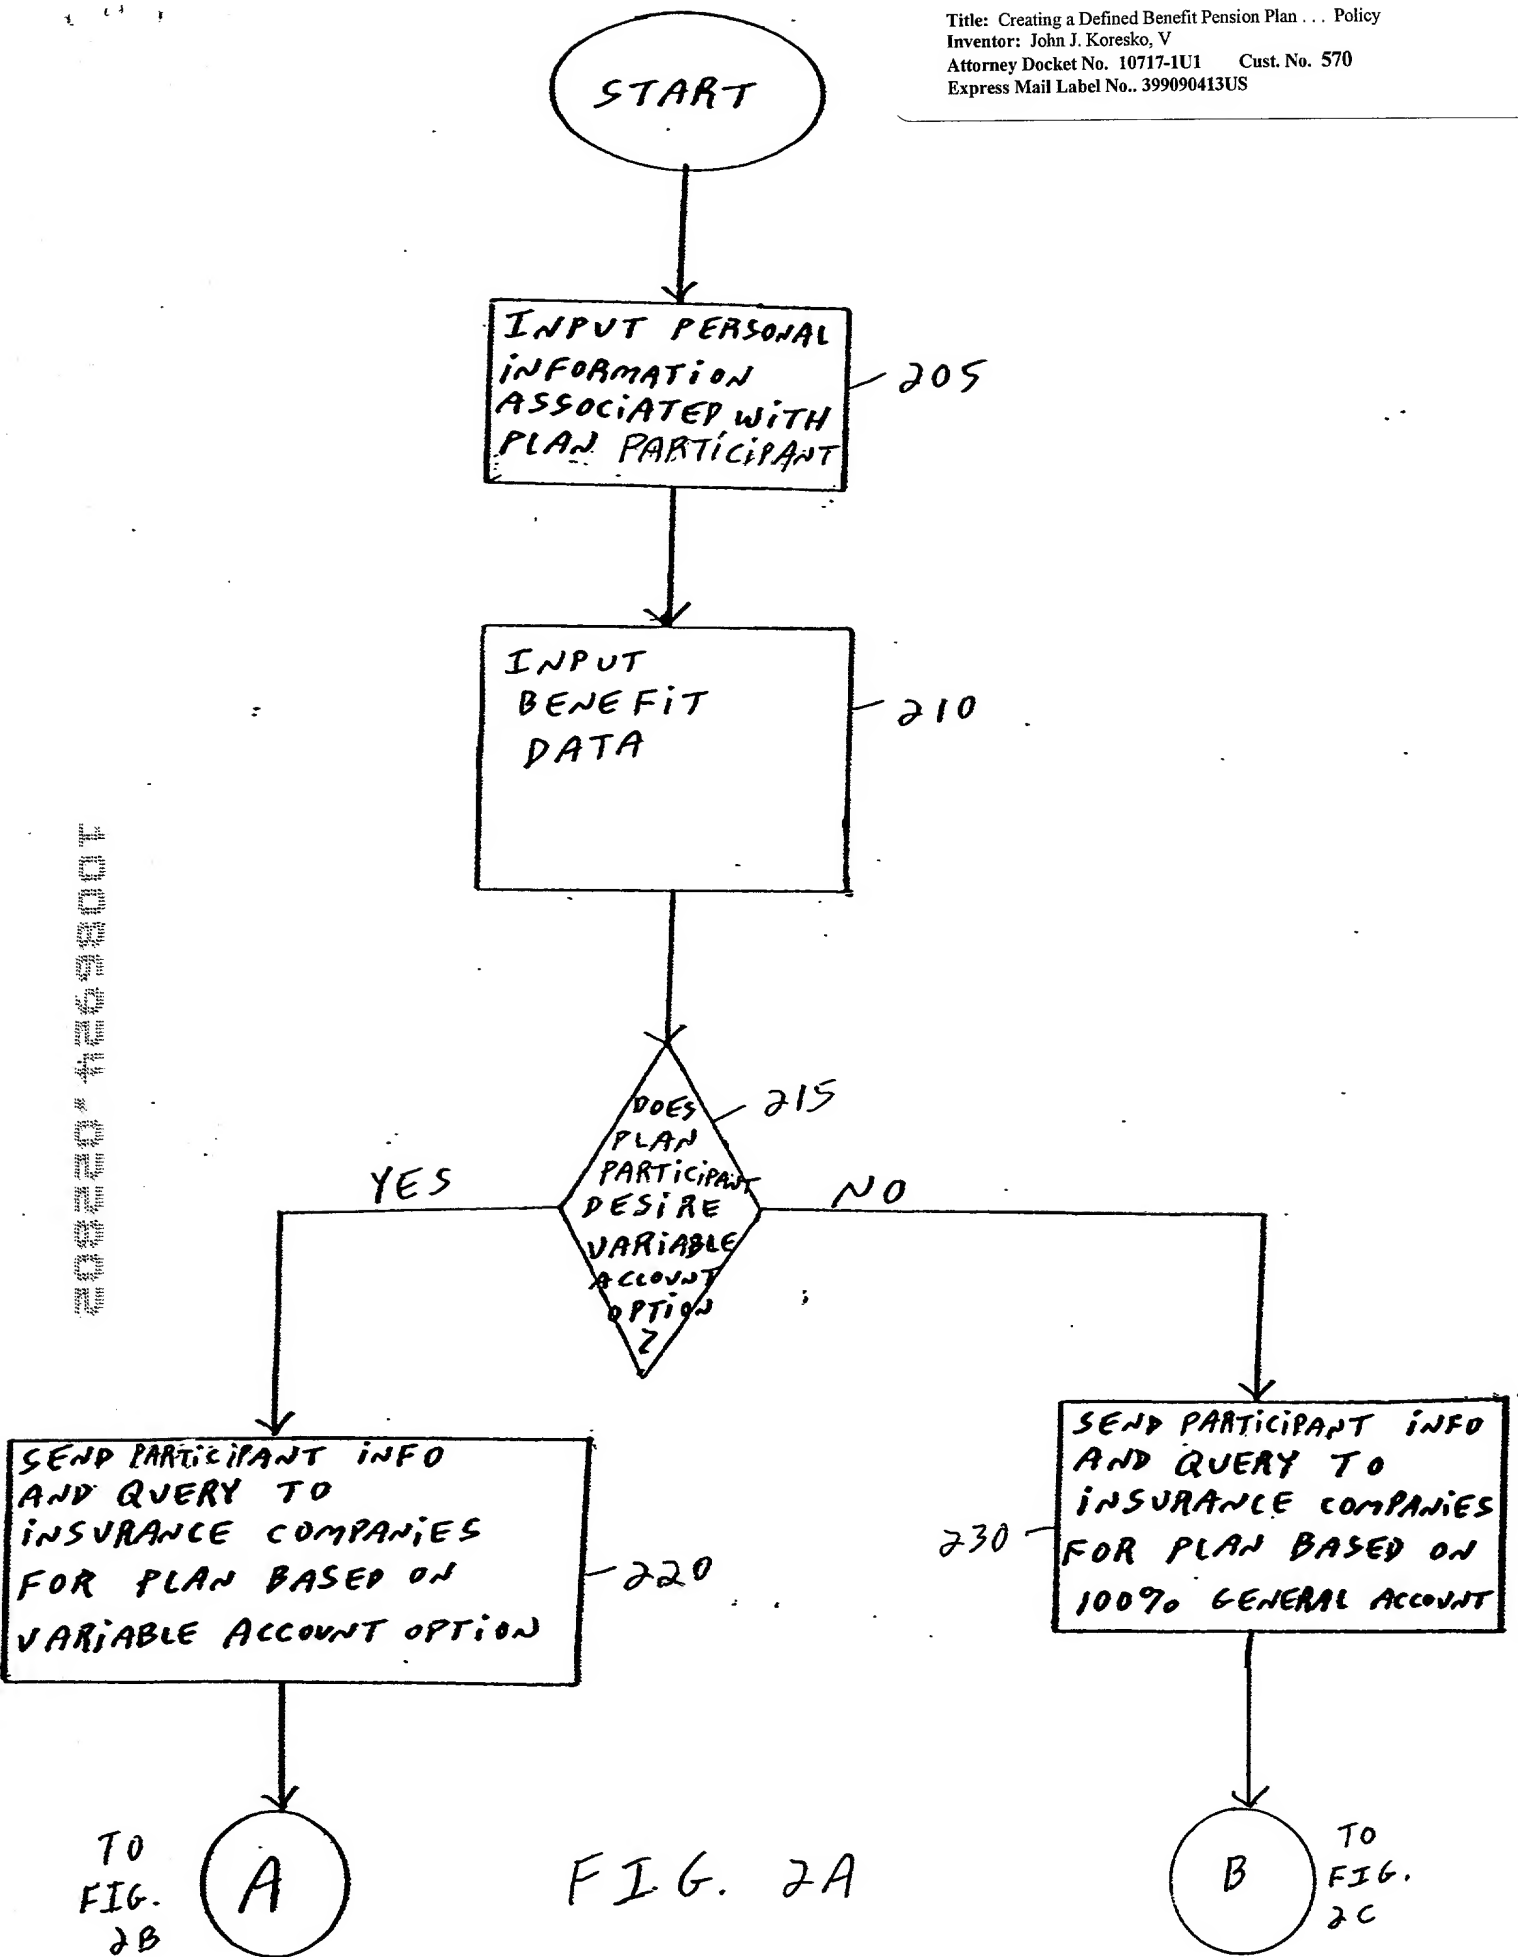 Title: Creating a Defined Benefit Pension Plan . . . Policy
Inventor: John J. Koresko, V
Attorney Docket No. 10717-1U1 Cust. No. 570
Express Mail Label No.. 399090413US
START
INPUT PERSONAL
INFORMATION
ASSOCIATED WITH
PLAN PARTICIPANT
205
INPUT
BENEFIT
DATA
210
DOES
PLAN
PARTICIPANT
DESIRE
VARIABLE
ACCOUNT
OPTION
?
215
YES
NO
SEND PARTICIPANT INFO
AND QUERY TO
INSURANCE COMPANIES
FOR PLAN BASED ON
VARIABLE ACCOUNT OPTION
220
SEND PARTICIPANT INFO
AND QUERY TO
INSURANCE COMPANIES
FOR PLAN BASED ON
100% GENERAL ACCOUNT
230
TO
FIG.
2B
A
FIG. 2A
B
TO
FIG.
2C
10086924.022802